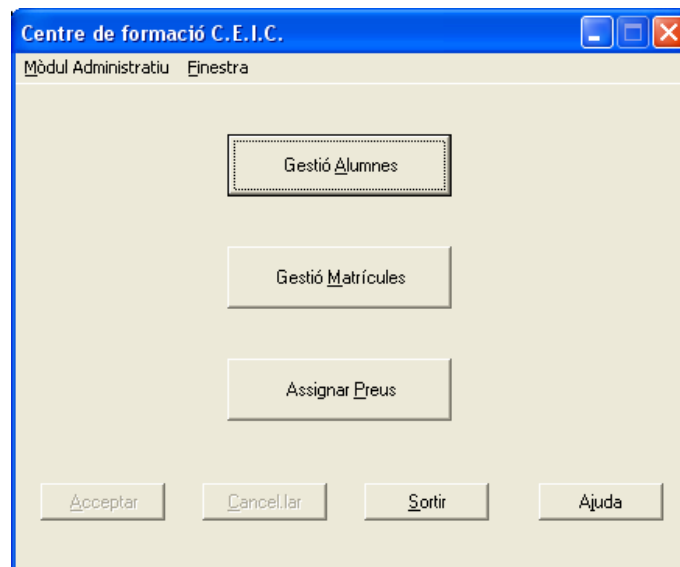 Centre de formació C.E.I.C.
Mòdul Administratiu Finestra
Gestió Alumnes
Gestió Matrícules
Assignar Preus
Acceptar Cancel.lar Sortir Ajuda